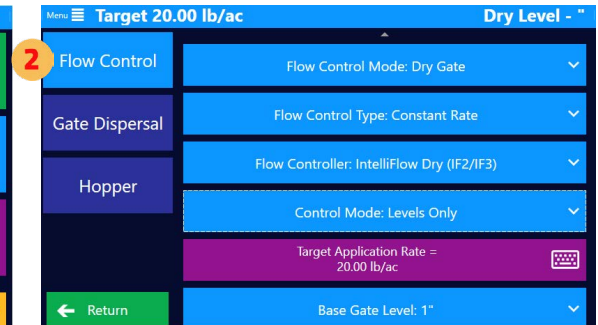 Menu Target 20.00 lb/ac Dry Level - "
2 Flow Control
Flow Control Mode: Dry Gate
Gate Dispersal
Flow Control Type: Constant Rate
Flow Controller: IntelliFlow Dry (IF2/IF3)
Hopper
Control Mode: Levels Only
Target Application Rate =
20.00 lb/ac
Return
Base Gate Level: 1"